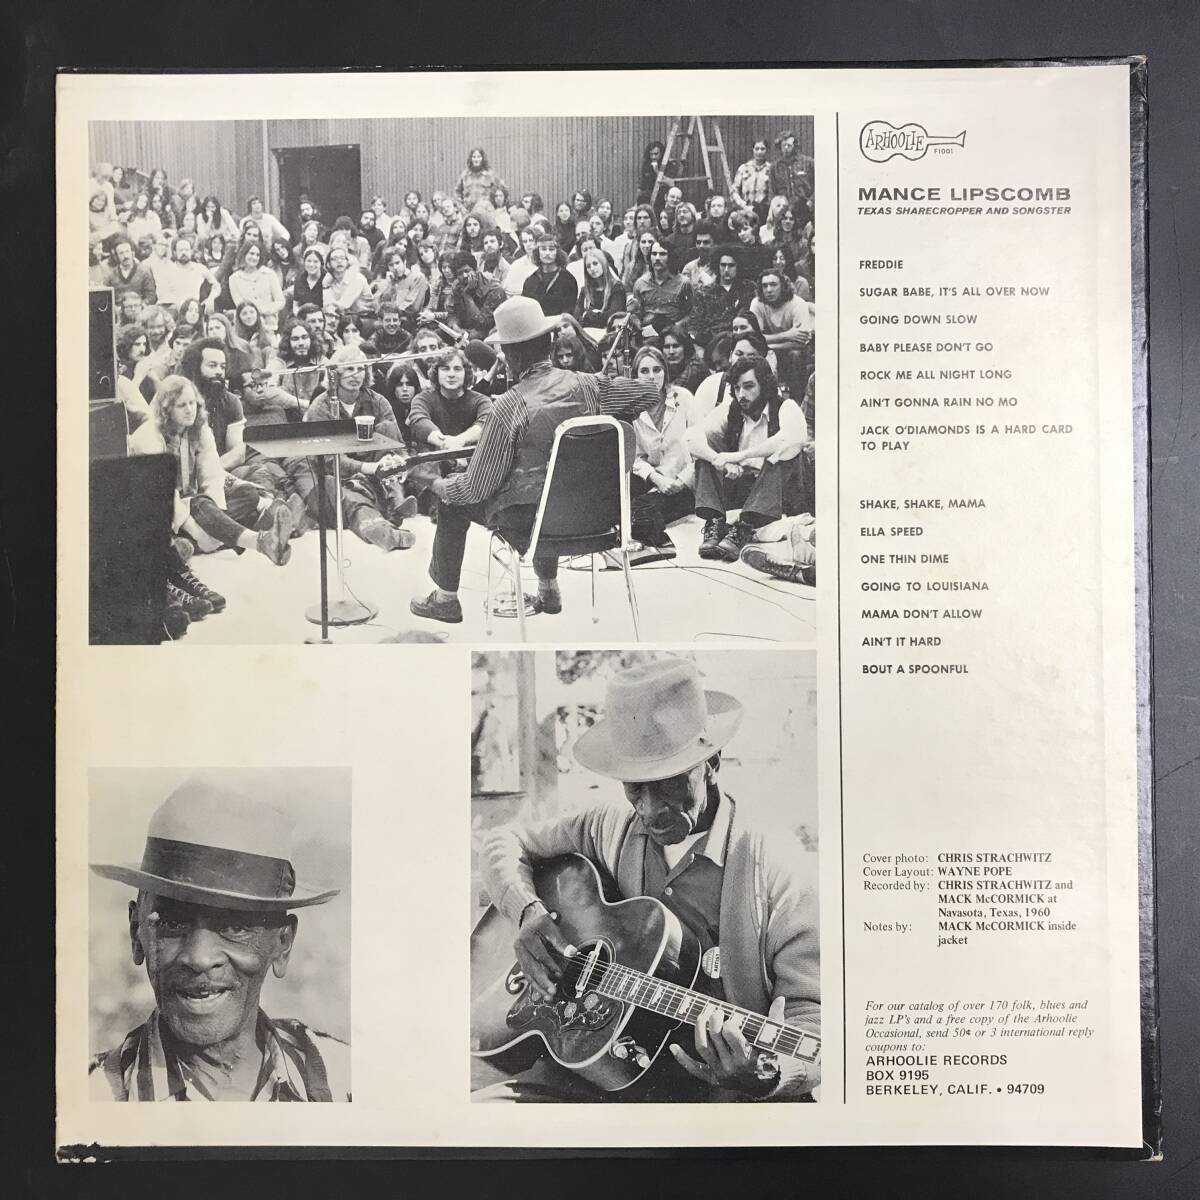 ARHOOLIE
F1001
MANCE LIPSCOMB
TEXAS SHARECROPPER AND SONGSTER
FREDDIE
SUGAR BABE, IT'S ALL OVER NOW
GOING DOWN SLOW
BABY PLEASE DON'T GO
ROCK ME ALL NIGHT LONG
AIN'T GONNA RAIN NO MO
JACK O'DIAMONDS IS A HARD CARD
TO PLAY
SHAKE, SHAKE, MAMA
ELLA SPEED
ONE THIN DIME
GOING TO LOUISIANA
MAMA DON'T ALLOW
AIN'T IT HARD
BOUT A SPOONFUL
Cover photo: CHRIS STRACHWITZ
Cover Layout: WAYNE POPE
Recorded by: CHRIS STRACHWITZ and
MACK McCORMICK at
Navasota, Texas, 1960
Notes by: MACK McCORMICK inside
jacket
For our catalog of over 170 folk, blues and
jazz LP's and a free copy of the Arhoolie
Occasional, send 50¢ or 3 international reply
coupons to:
ARHOOLIE RECORDS
BOX 9195
BERKELEY, CALIF. • 94709
ARTIST